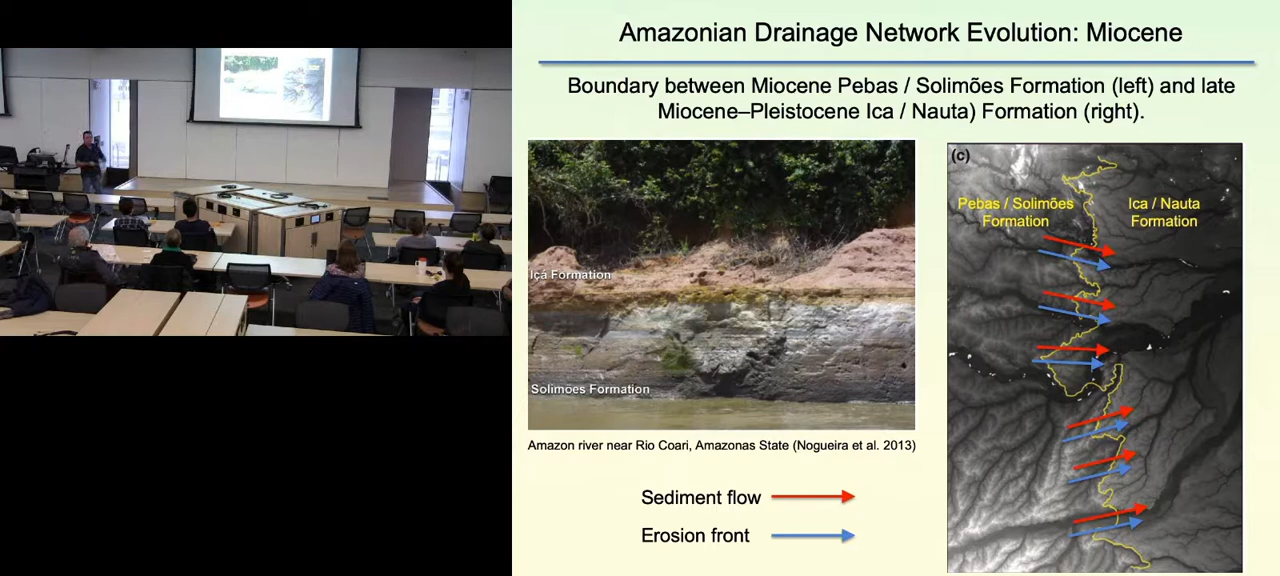 Amazonian Drainage Network Evolution: Miocene
Boundary between Miocene Pebas / Solimões Formation (left) and late
Miocene–Pleistocene Ica / Nauta) Formation (right).
Içá Formation
Solimões Formation
Amazon river near Rio Coari, Amazonas State (Nogueira et al. 2013)
Sediment flow
Erosion front
(c)
Pebas / Solimões
Formation
Ica / Nauta
Formation